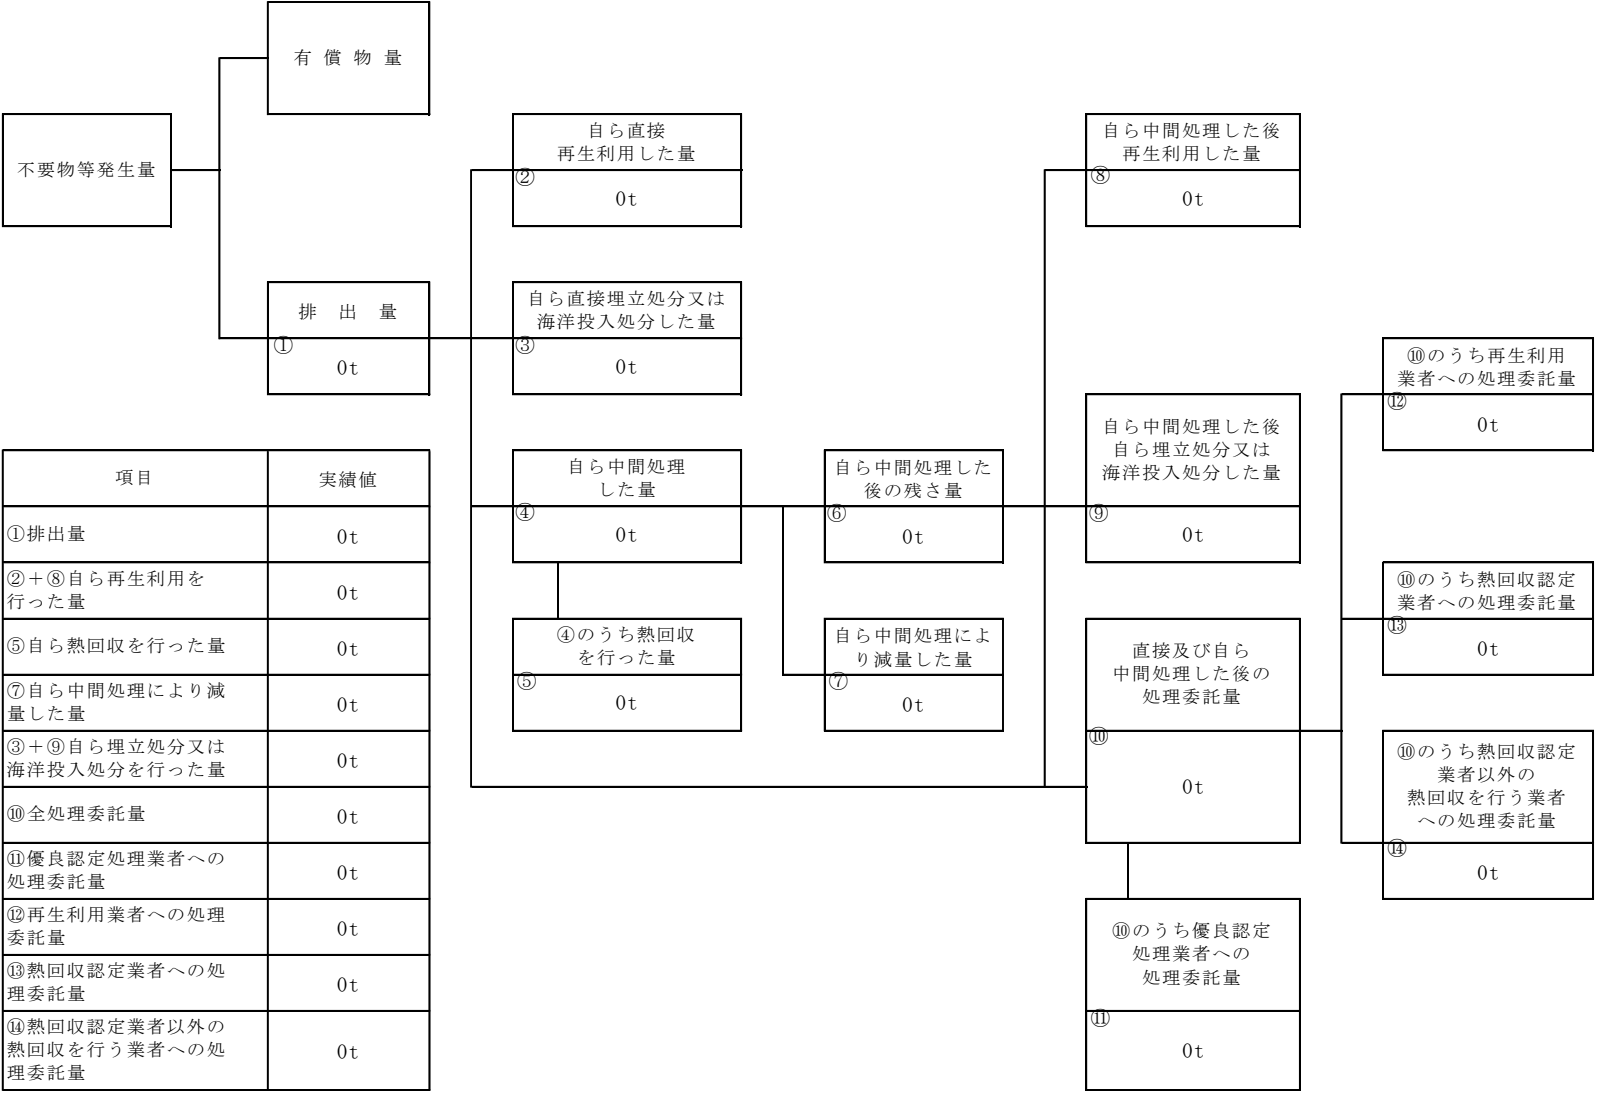 有 償 物 量
不要物等発生量
自ら直接
再生利用した量
②
0t
自ら中間処理した後
再生利用した量
⑧
0t
排 出 量
①
0t
自ら直接埋立処分又は
海洋投入処分した量
③
0t
⑩のうち再生利用
業者への処理委託量
⑫
0t
自ら中間処理
した量
④
0t
自ら中間処理した
後の残さ量
⑥
0t
自ら中間処理した後
自ら埋立処分又は
海洋投入処分した量
⑨
0t
④のうち熱回収
を行った量
⑤
0t
自ら中間処理によ
り減量した量
⑦
0t
直接及び自ら
中間処理した後の
処理委託量
⑩
0t
⑩のうち熱回収認定
業者への処理委託量
⑬
0t
⑩のうち熱回収認定
業者以外の
熱回収を行う業者
への処理委託量
⑭
0t
⑩のうち優良認定
処理業者への
処理委託量
⑪
0t
項目 実績値
①排出量 0t
②+⑧自ら再生利用を
行った量 0t
⑤自ら熱回収を行った量 0t
⑦自ら中間処理により減
量した量 0t
③+⑨自ら埋立処分又は
海洋投入処分を行った量 0t
⑩全処理委託量 0t
⑪優良認定処理業者への
処理委託量 0t
⑫再生利用業者への処理
委託量 0t
⑬熱回収認定業者への処
理委託量 0t
⑭熱回収認定業者以外の
熱回収を行う業者への処
理委託量 0t